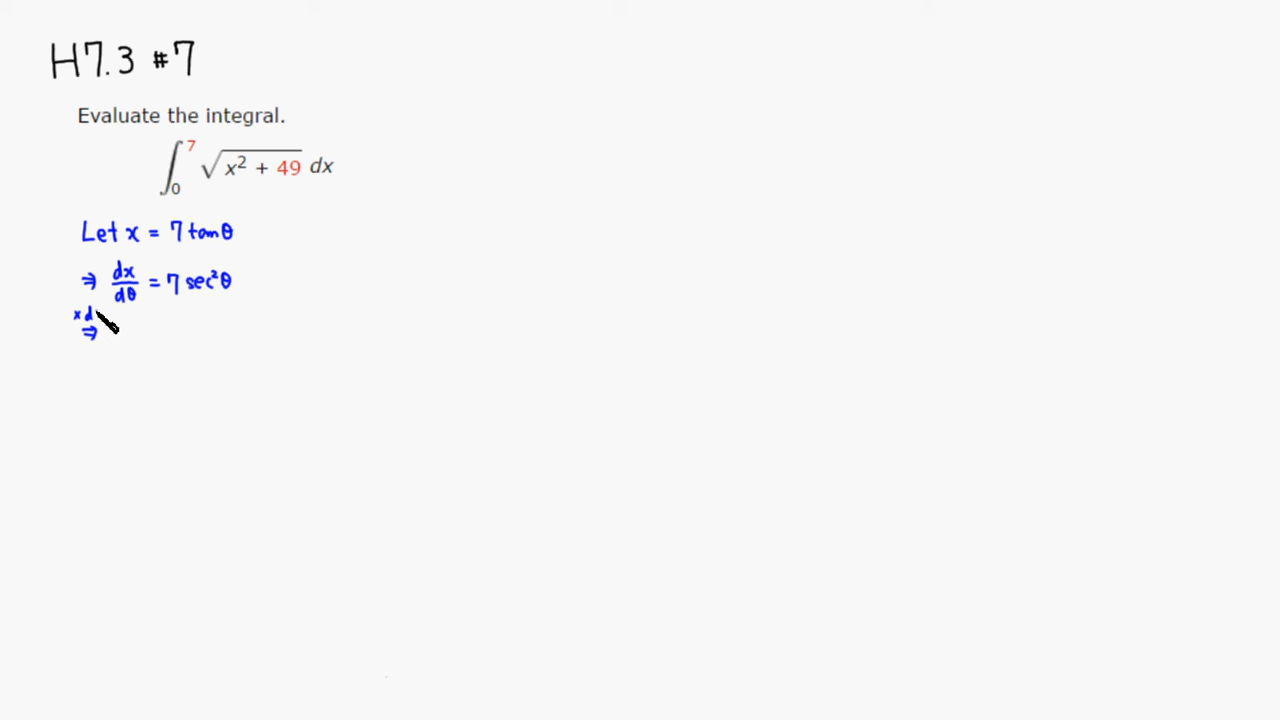 H7.3 #7
Evaluate the integral.
∫₀⁷ √(x² + 49) dx
Let x = 7 tanθ
⇒ dx/dθ = 7 sec²θ
x d
⇒